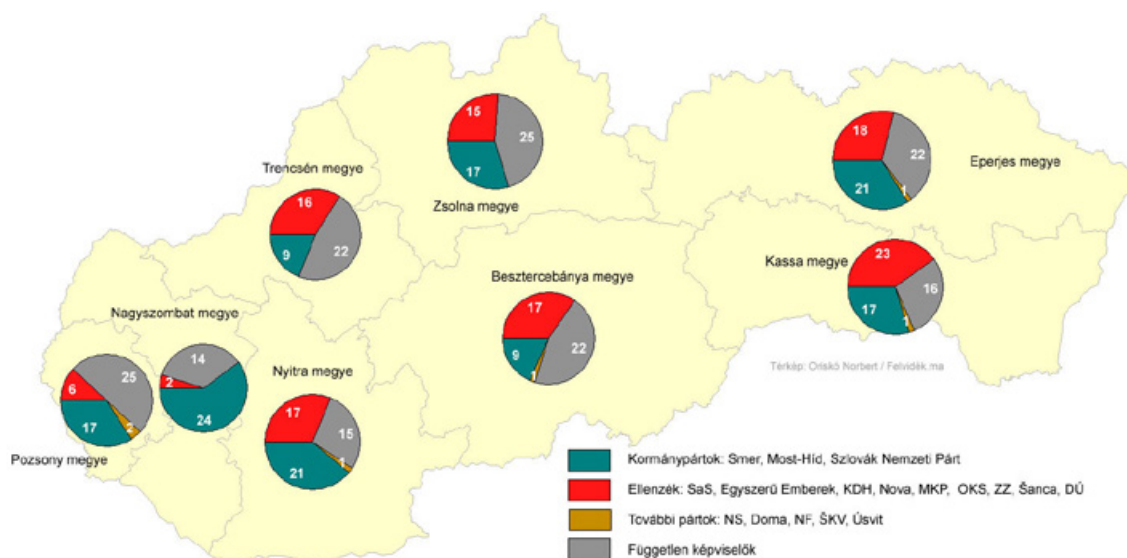 15
25
17
Zsolna megye
18
22
21
1
Eperjes megye
Trencsén megye
16
9
22
Kassa megye
23
16
17
1
Besztercebánya megye
17
9
22
1
Nagyszombat megye
14
2
24
6
25
17
2
Pozsony megye
Nyitra megye
17
15
21
1
Térkép: Oriskó Norbert / Felvidék.ma
Kormánypártok: Smer, Most-Híd, Szlovák Nemzeti Párt
Ellenzék: SaS, Egyszerű Emberek, KDH, Nova, MKP, OKS, ZZ, Šanca, DÚ
További pártok: NS, Doma, NF, ŠKV, Úsvit
Független képviselők